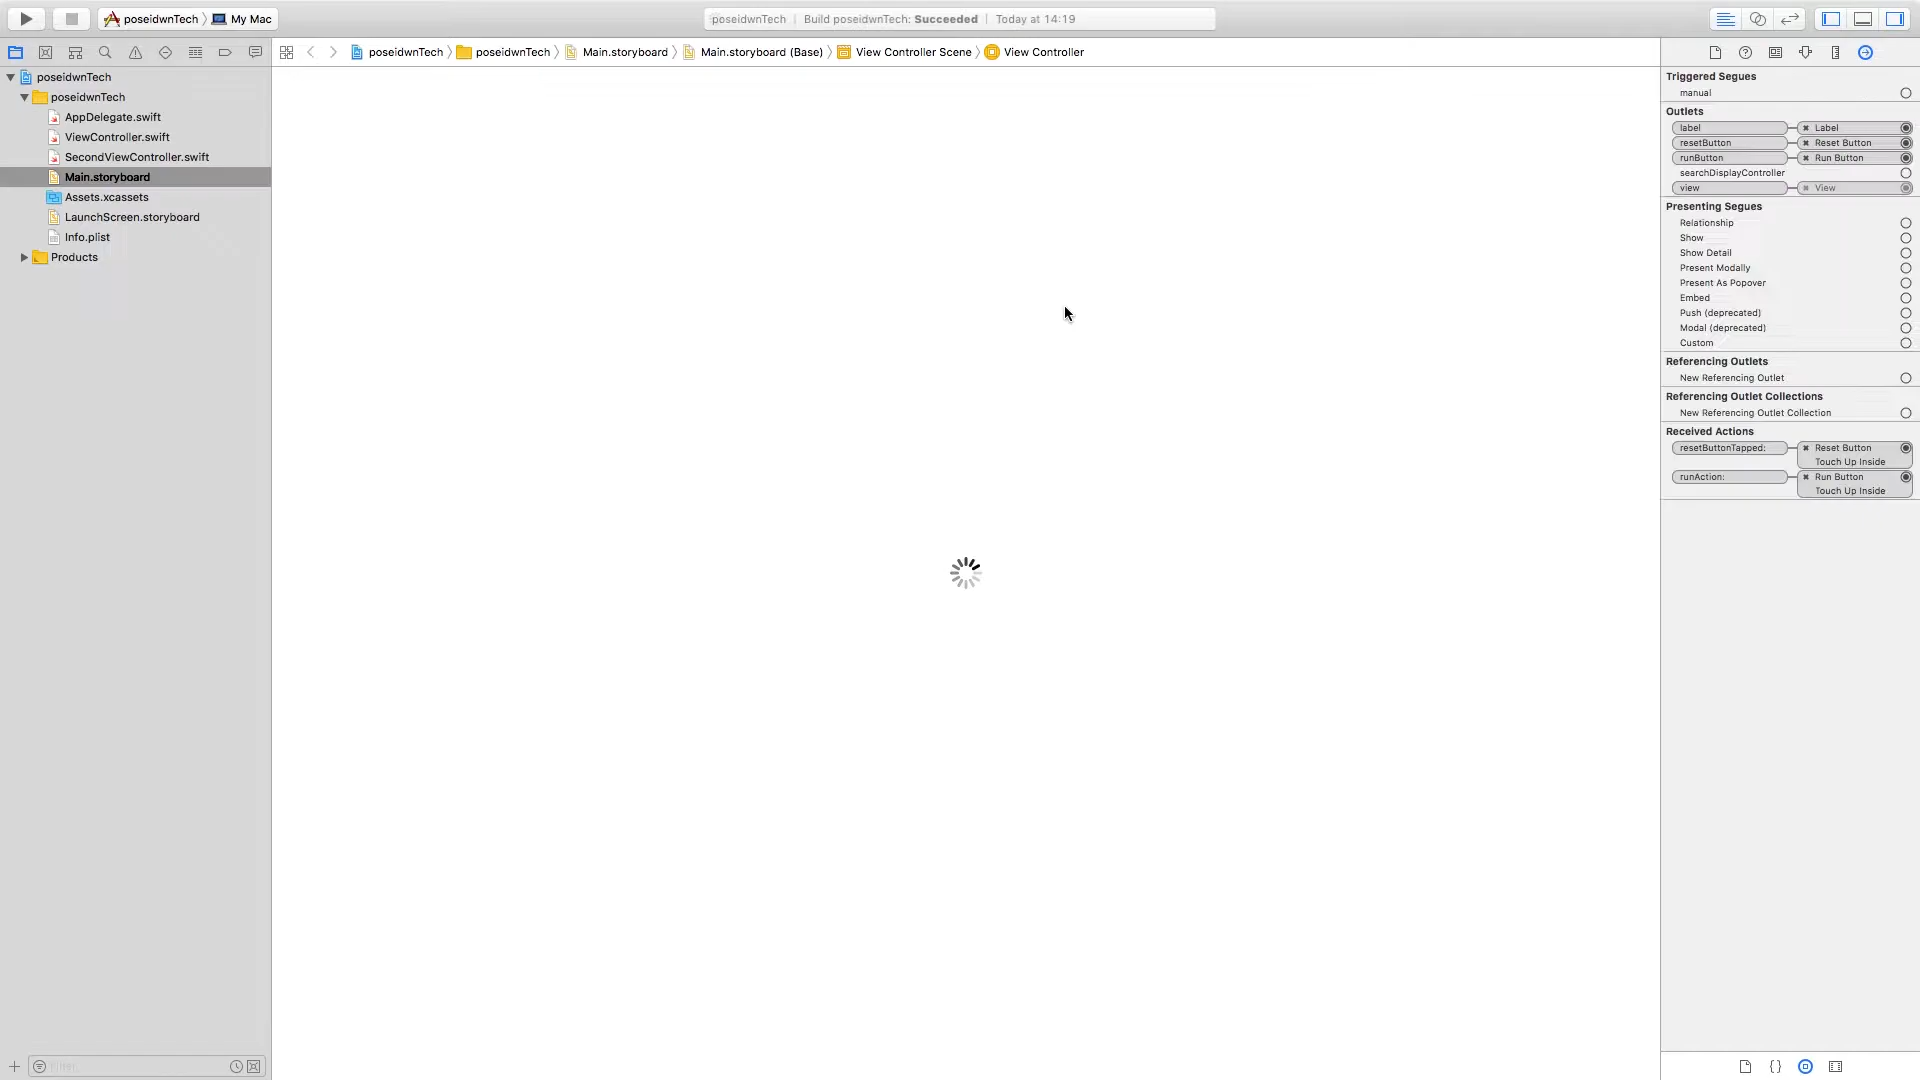 poseidwnTech My Mac
poseidwnTech Build poseidwnTech: Succeeded Today at 14:19
poseidwnTech poseidwnTech Main.storyboard Main.storyboard (Base) View Controller Scene View Controller
poseidwnTech
poseidwnTech
AppDelegate.swift
ViewController.swift
SecondViewController.swift
Main.storyboard
Assets.xcassets
LaunchScreen.storyboard
Info.plist
Products
Filter
Triggered Segues
manual
Outlets
label Label
resetButton Reset Button
runButton Run Button
searchDisplayController
view View
Presenting Segues
Relationship
Show
Show Detail
Present Modally
Present As Popover
Embed
Push (deprecated)
Modal (deprecated)
Custom
Referencing Outlets
New Referencing Outlet
Referencing Outlet Collections
New Referencing Outlet Collection
Received Actions
resetButtonTapped: Reset Button
Touch Up Inside
runAction: Run Button
Touch Up Inside